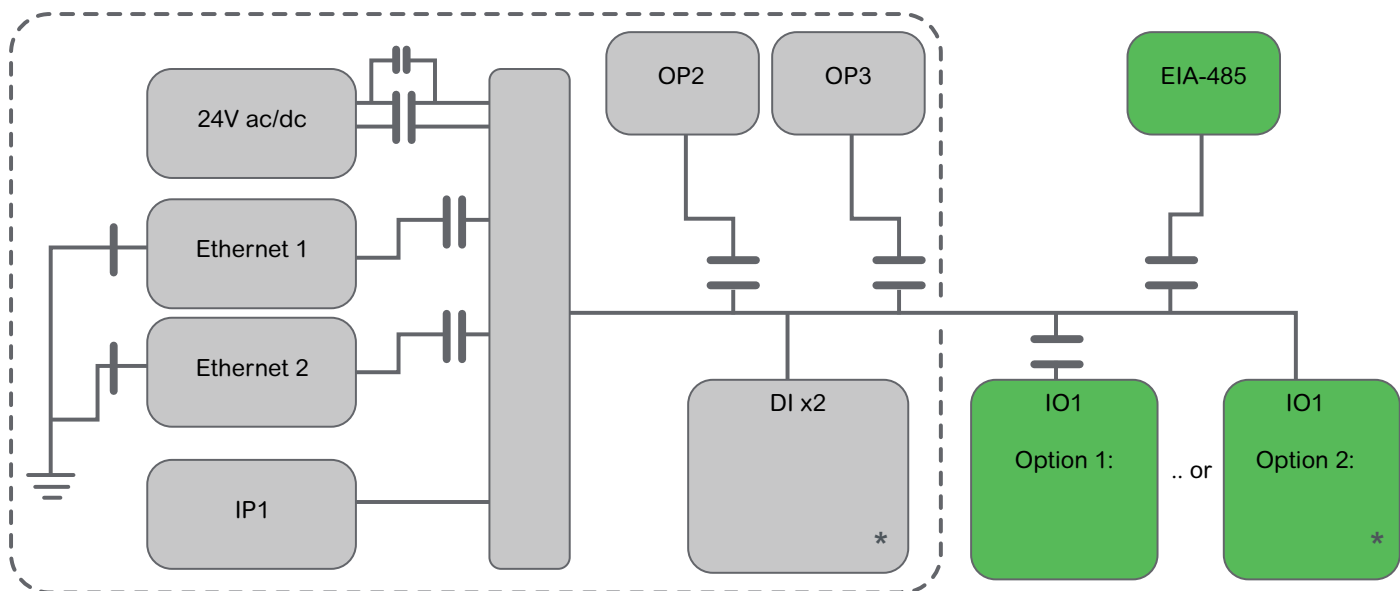 OP2
OP3
EIA-485
24V ac/dc
Ethernet 1
Ethernet 2
IP1
DI x2
*
IO1
Option 1:
.. or
IO1
Option 2:
*